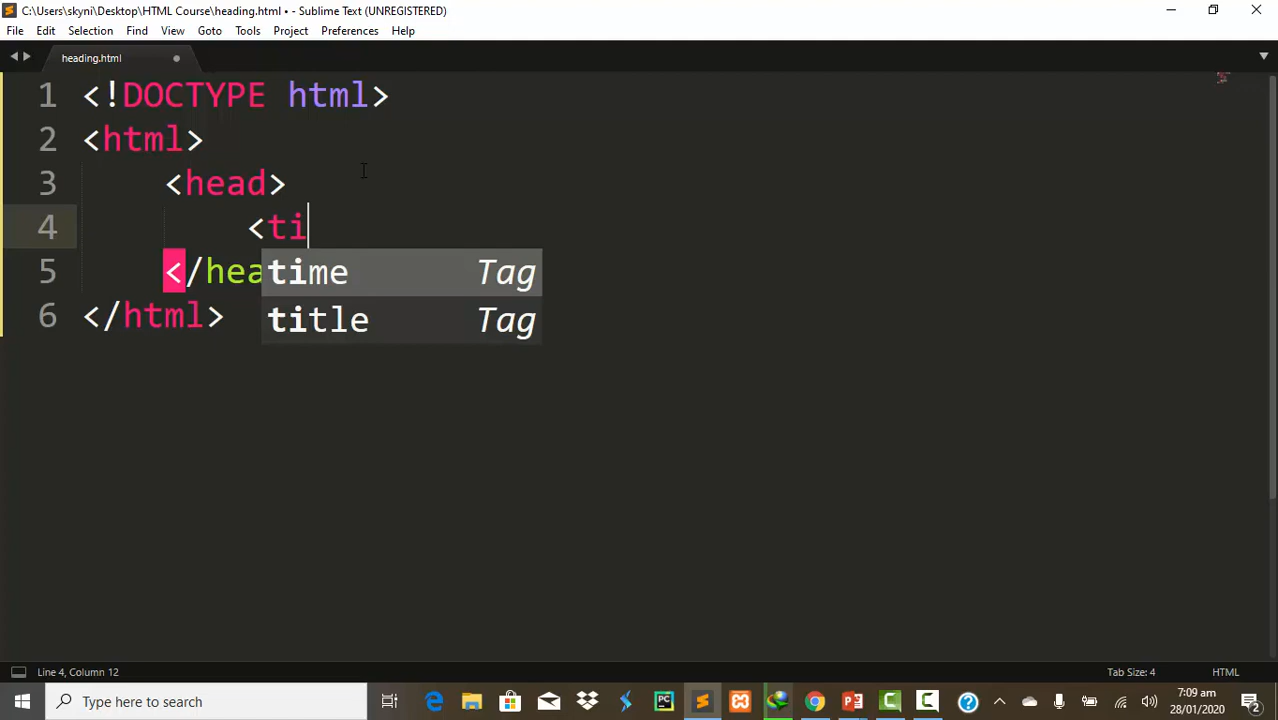 C:\Users\skyni\Desktop\HTML Course\heading.html • - Sublime Text (UNREGISTERED)
File Edit Selection Find View Goto Tools Project Preferences Help
heading.html
1 <!DOCTYPE html>
2 <html>
3 <head>
4 <ti
5 </hea
time Tag
title Tag
6 </html>
Line 4, Column 12
Tab Size: 4
HTML
Type here to search
PC
7:09 am
28/01/2020
2